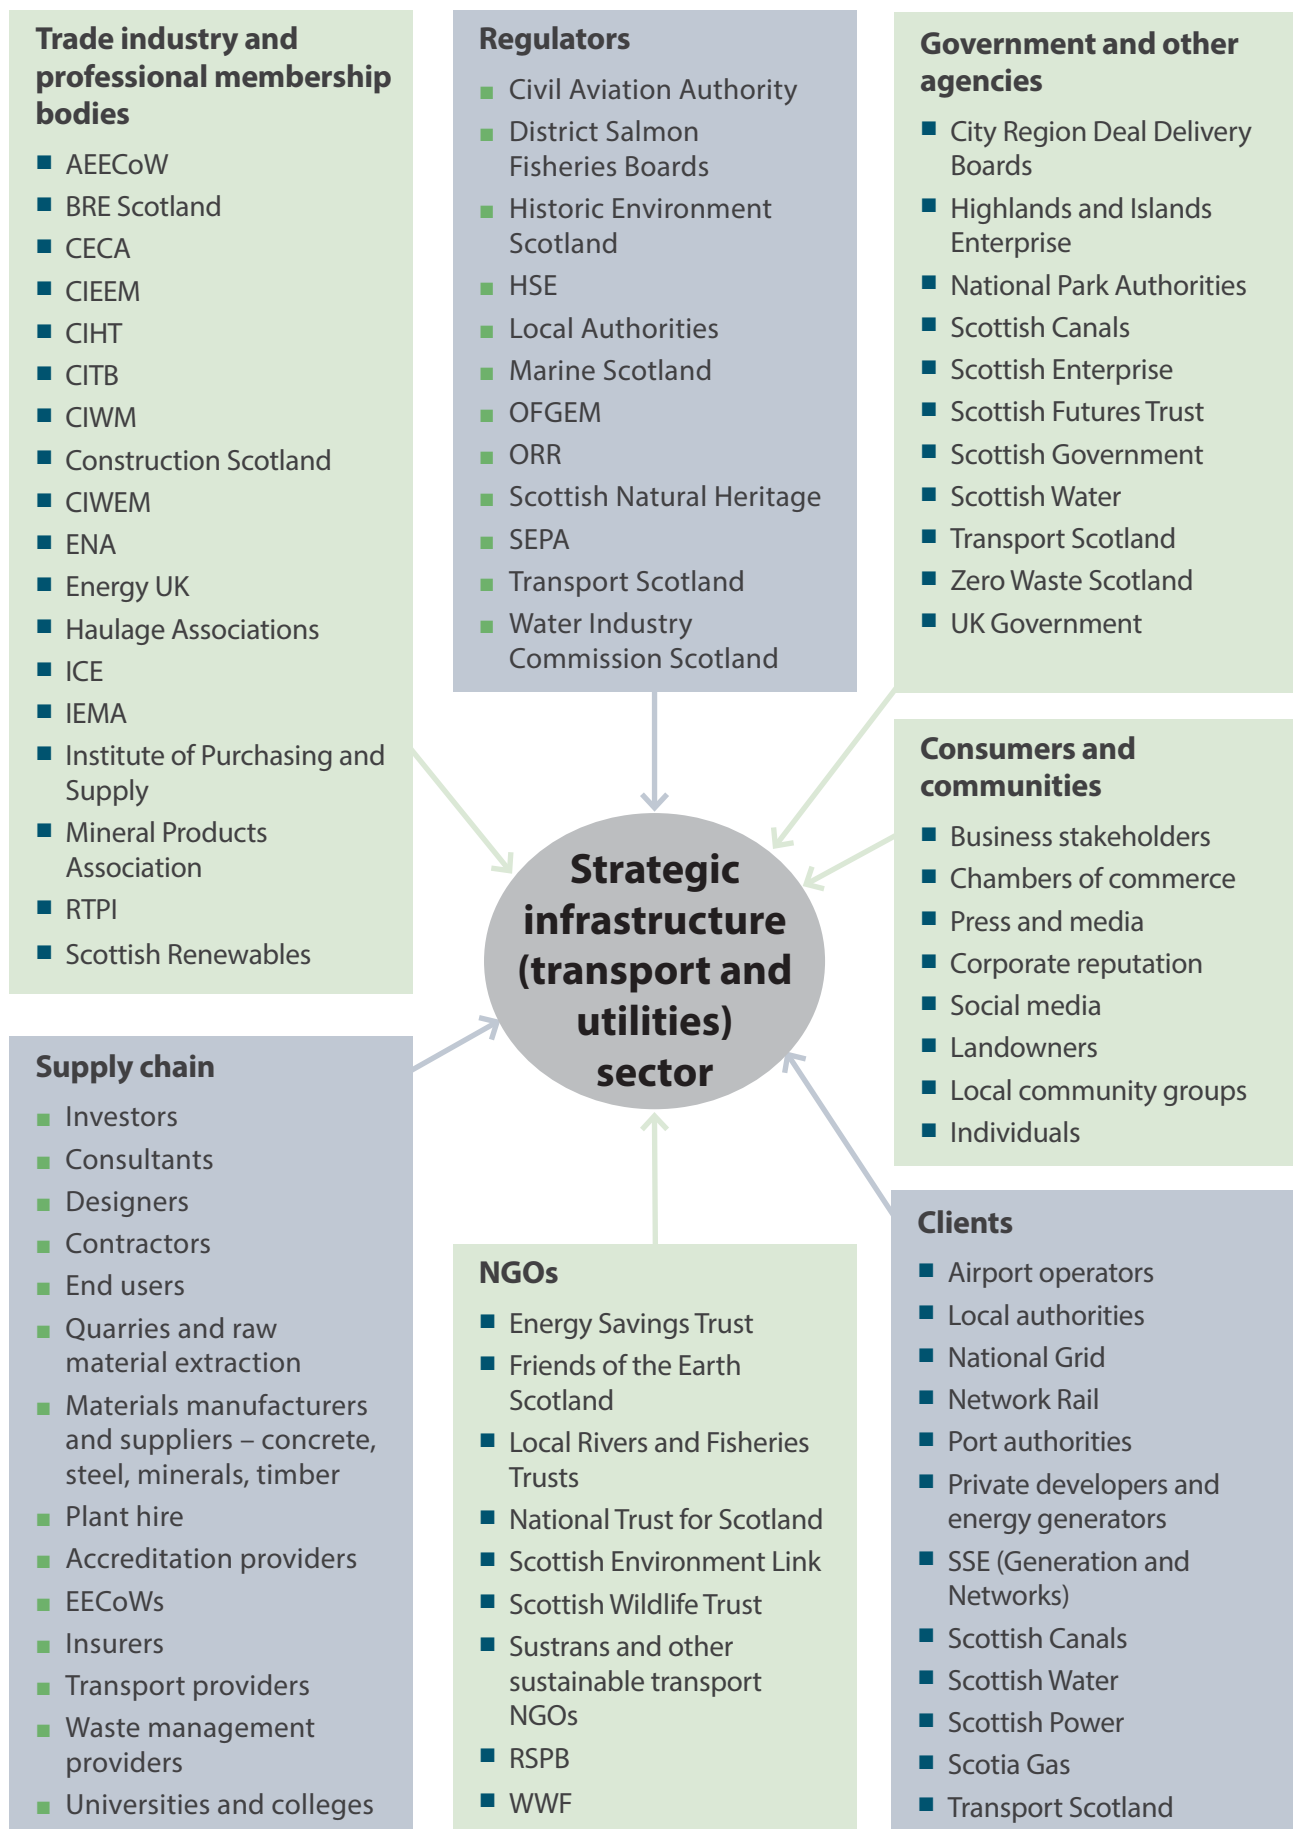 Trade industry and
professional membership
bodies
■ AEECoW
■ BRE Scotland
■ CECA
■ CIEEM
■ CIHT
■ CITB
■ CIWM
■ Construction Scotland
■ CIWEM
■ ENA
■ Energy UK
■ Haulage Associations
■ ICE
■ IEMA
■ Institute of Purchasing and
Supply
■ Mineral Products
Association
■ RTPI
■ Scottish Renewables
Regulators
■ Civil Aviation Authority
■ District Salmon
Fisheries Boards
■ Historic Environment
Scotland
■ HSE
■ Local Authorities
■ Marine Scotland
■ OFGEM
■ ORR
■ Scottish Natural Heritage
■ SEPA
■ Transport Scotland
■ Water Industry
Commission Scotland
Government and other
agencies
■ City Region Deal Delivery
Boards
■ Highlands and Islands
Enterprise
■ National Park Authorities
■ Scottish Canals
■ Scottish Enterprise
■ Scottish Futures Trust
■ Scottish Government
■ Scottish Water
■ Transport Scotland
■ Zero Waste Scotland
■ UK Government
Consumers and
communities
■ Business stakeholders
■ Chambers of commerce
■ Press and media
■ Corporate reputation
■ Social media
■ Landowners
■ Local community groups
■ Individuals
Strategic
infrastructure
(transport and
utilities)
sector
Supply chain
■ Investors
■ Consultants
■ Designers
■ Contractors
■ End users
■ Quarries and raw
material extraction
■ Materials manufacturers
and suppliers – concrete,
steel, minerals, timber
■ Plant hire
■ Accreditation providers
■ EECoWs
■ Insurers
■ Transport providers
■ Waste management
providers
■ Universities and colleges
NGOs
■ Energy Savings Trust
■ Friends of the Earth
Scotland
■ Local Rivers and Fisheries
Trusts
■ National Trust for Scotland
■ Scottish Environment Link
■ Scottish Wildlife Trust
■ Sustrans and other
sustainable transport
NGOs
■ RSPB
■ WWF
Clients
■ Airport operators
■ Local authorities
■ National Grid
■ Network Rail
■ Port authorities
■ Private developers and
energy generators
■ SSE (Generation and
Networks)
■ Scottish Canals
■ Scottish Water
■ Scottish Power
■ Scotia Gas
■ Transport Scotland